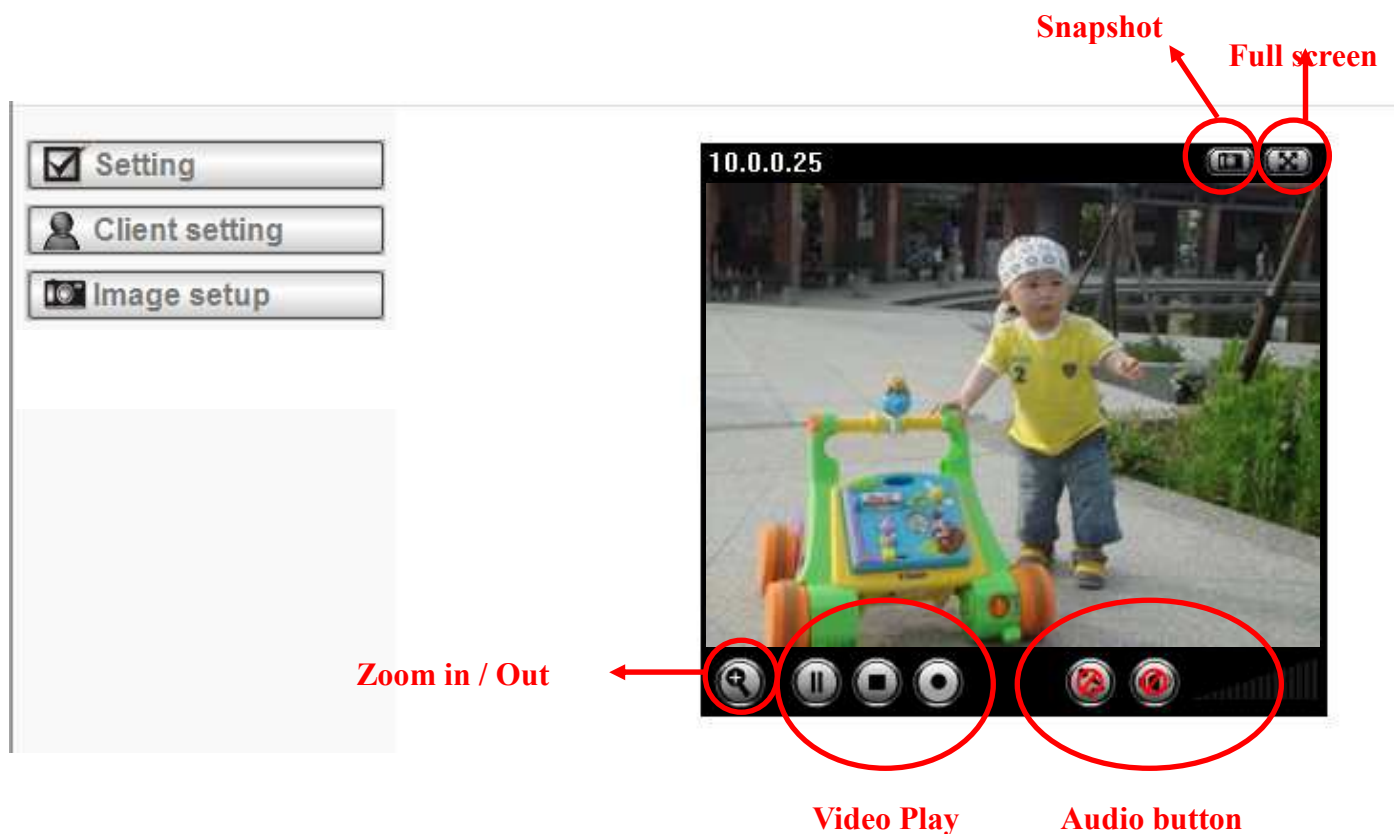 Snapshot
Full screen
Setting
Client setting
Image setup
10.0.0.25
2
Zoom in / Out
Video Play
Audio button